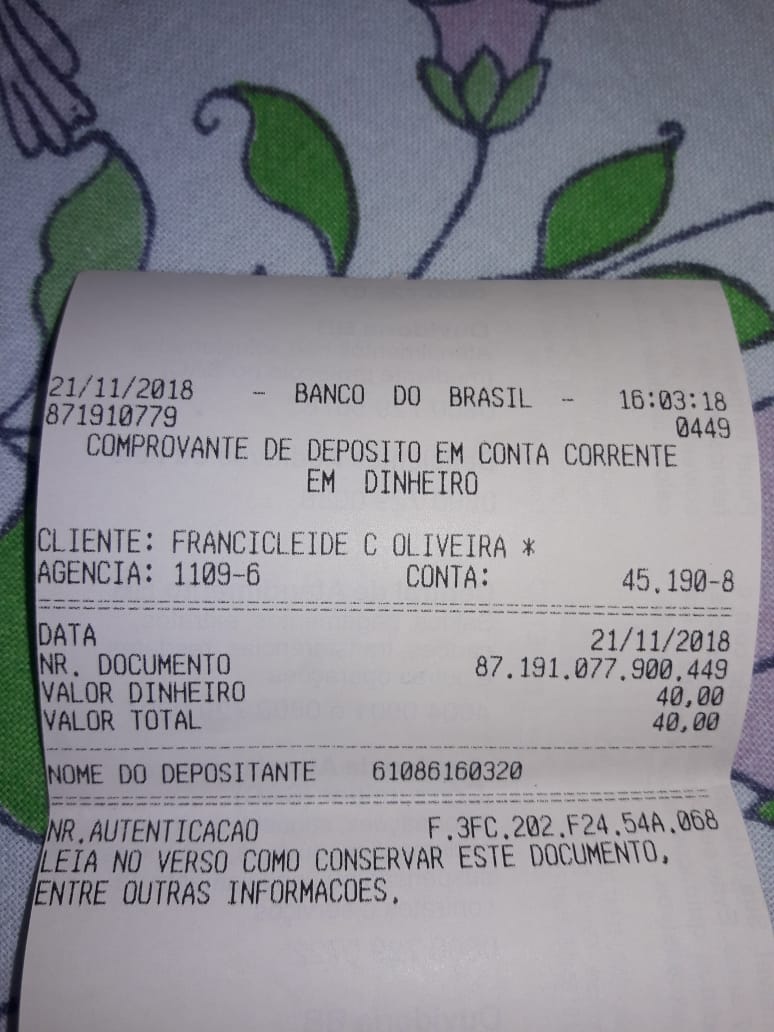 21/11/2018 - BANCO DO BRASIL - 16:03:18
871910779 0449
COMPROVANTE DE DEPOSITO EM CONTA CORRENTE
EM DINHEIRO
CLIENTE: FRANCICLEIDE C OLIVEIRA *
AGENCIA: 1109-6 CONTA: 45.190-8
DATA 21/11/2018
NR. DOCUMENTO 87.191.077.900.449
VALOR DINHEIRO 40,00
VALOR TOTAL 40,00
NOME DO DEPOSITANTE 61086160320
NR.AUTENTICACAO F.3FC.202.F24.54A.068
LEIA NO VERSO COMO CONSERVAR ESTE DOCUMENTO,
ENTRE OUTRAS INFORMACOES.